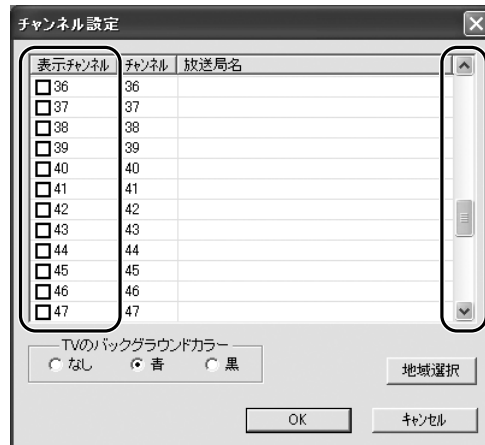 チャンネル設定
表示チャンネル チャンネル 放送局名
36 36
37 37
38 38
39 39
40 40
41 41
42 42
43 43
44 44
45 45
46 46
47 47
TVのバックグラウンドカラー
なし 青 黒
地域選択
OK キャンセル